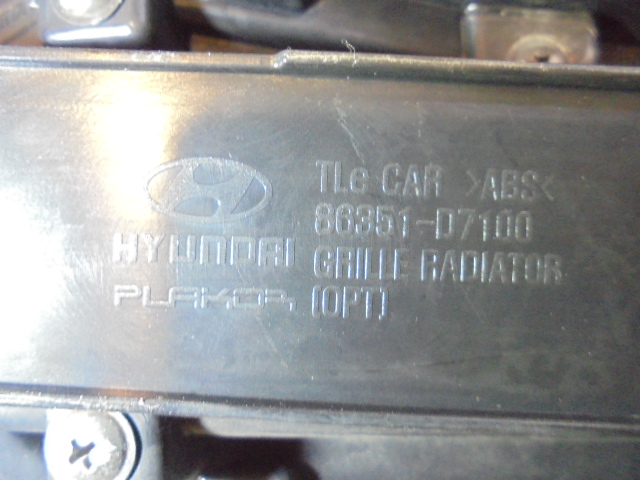 TLe CAR >ABS<
86351-D7100
HYUNDAI GRILLE RADIATOR
PLAKOR (OPT)